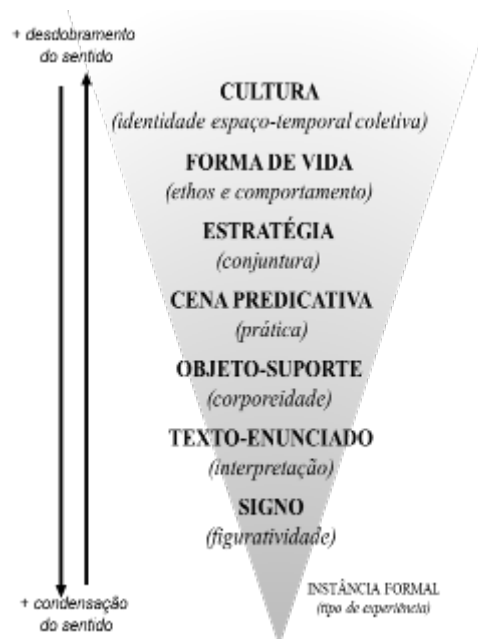 + desdobramento
do sentido
CULTURA
(identidade espaço-temporal coletiva)
FORMA DE VIDA
(ethos e comportamento)
ESTRATÉGIA
(conjuntura)
CENA PREDICATIVA
(prática)
OBJETO-SUPORTE
(corporeidade)
TEXTO-ENUNCIADO
(interpretação)
SIGNO
(figuratividade)
INSTÂNCIA FORMAL
(tipo de experiência)
+ condensação
do sentido